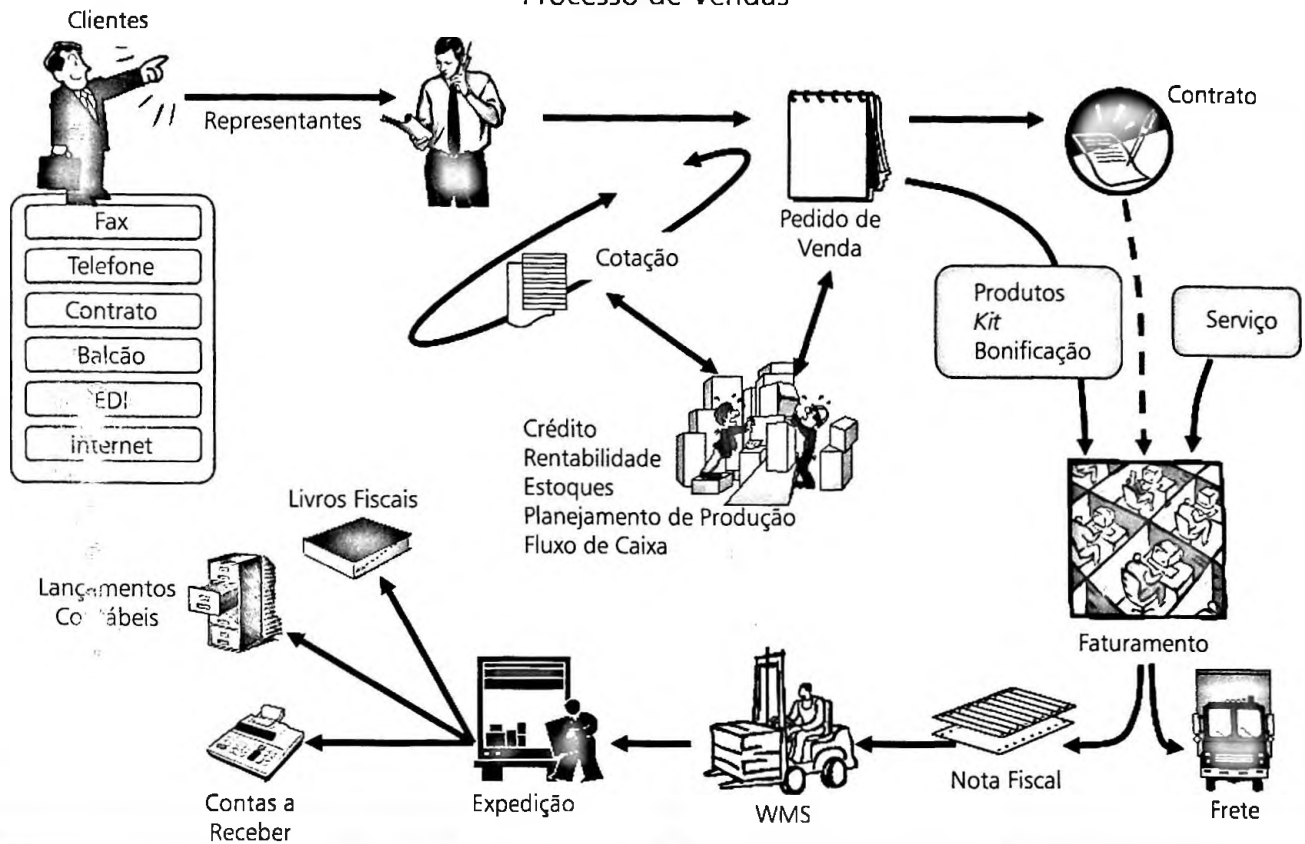 Processo de Vendas
Clientes
Representantes
Contrato
Fax
Telefone
Contrato
Balcão
EDI
Internet
Cotação
Pedido de
Venda
Produtos
Kit
Bonificação
Serviço
Crédito
Rentabilidade
Estoques
Planejamento de Produção
Fluxo de Caixa
Livros Fiscais
Lançamentos
Contábeis
Faturamento
Contas a
Receber
Expedição
WMS
Nota Fiscal
Frete